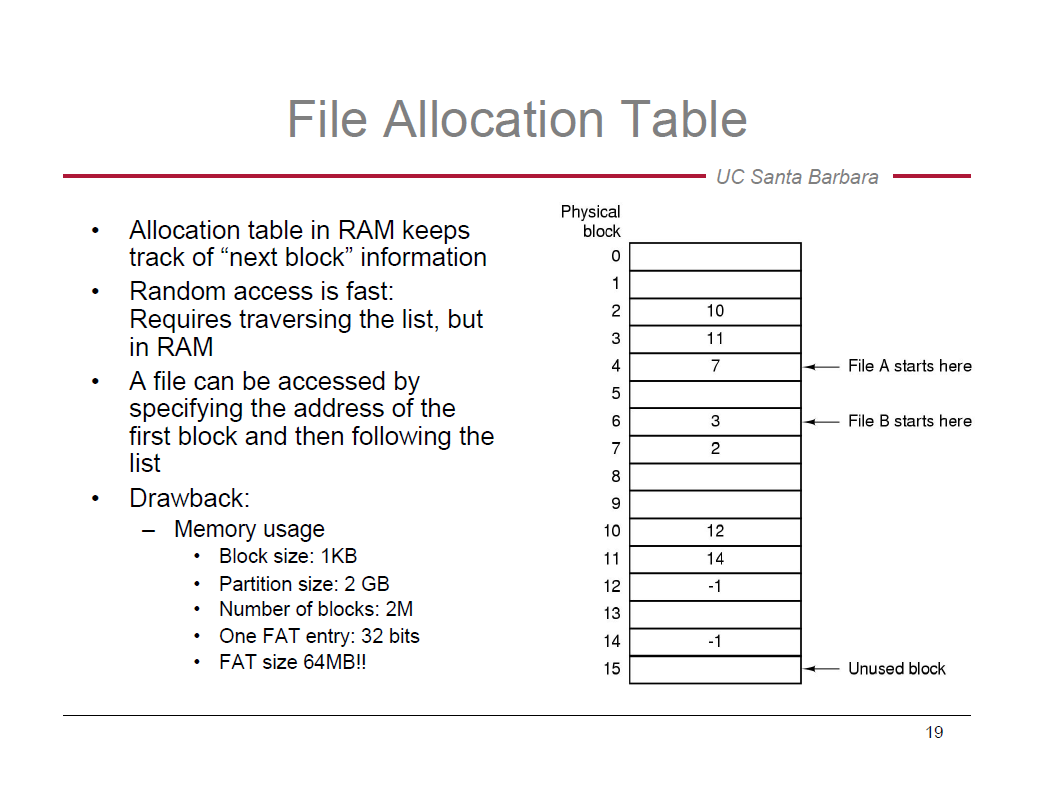 File Allocation Table
UC Santa Barbara
• Allocation table in RAM keeps
track of “next block” information
• Random access is fast:
Requires traversing the list, but
in RAM
• A file can be accessed by
specifying the address of the
first block and then following the
list
• Drawback:
– Memory usage
• Block size: 1KB
• Partition size: 2 GB
• Number of blocks: 2M
• One FAT entry: 32 bits
• FAT size 64MB!!
Physical
block
0
1
2 10
3 11
4 7 File A starts here
5
6 3 File B starts here
7 2
8
9
10 12
11 14
12 -1
13
14 -1
15 Unused block
19